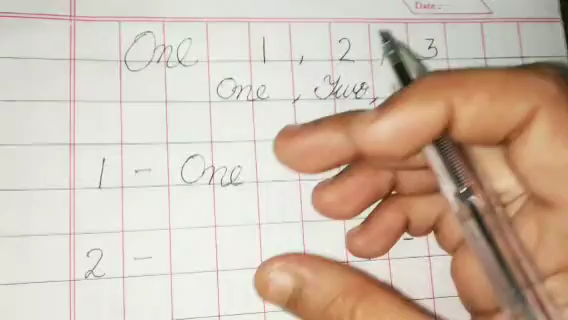 Date:
One 1, 2, 3
One, Two,
1 - One
2 -